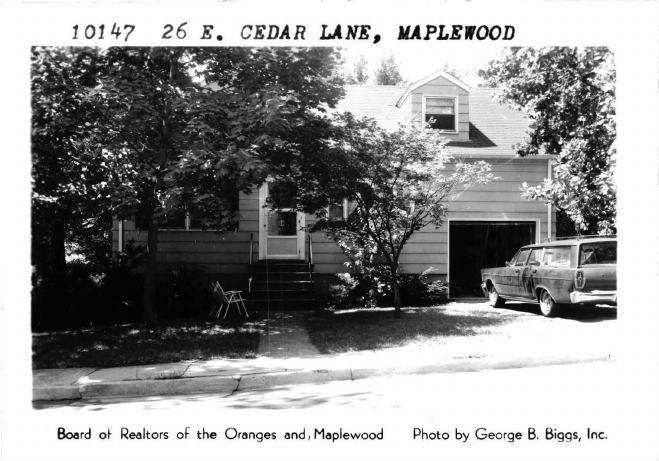 10147 26 E. CEDAR LANE, MAPLEWOOD
Board of Realtors of the Oranges and, Maplewood Photo by George B. Biggs, Inc.